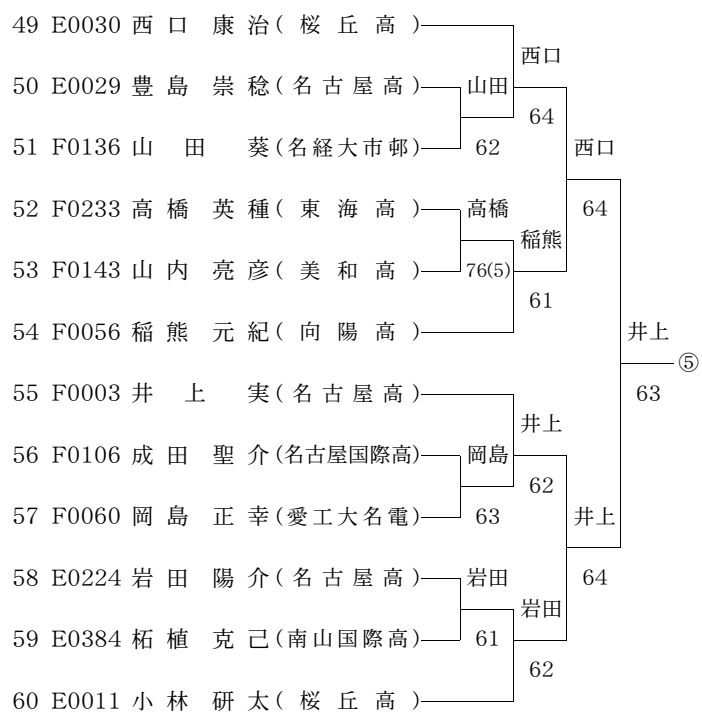 49 E0030 西口 康治(桜丘高)
西口
50 E0029 豊島 崇稔(名古屋高) 山田
64
51 F0136 山田 葵(名経大市邨) 62 西口
52 F0233 高橋 英種(東海高) 高橋 64
稲熊
53 F0143 山内 亮彦(美和高) 76(5)
61
54 F0056 稲熊 元紀(向陽高) 井上
⑤
55 F0003 井上 実(名古屋高) 63
井上
56 F0106 成田 聖介(名古屋国際高) 岡島
62
57 F0060 岡島 正幸(愛工大名電) 63 井上
58 E0224 岩田 陽介(名古屋高) 岩田 64
岩田
59 E0384 柘植 克己(南山国際高) 61
62
60 E0011 小林 研太(桜丘高)